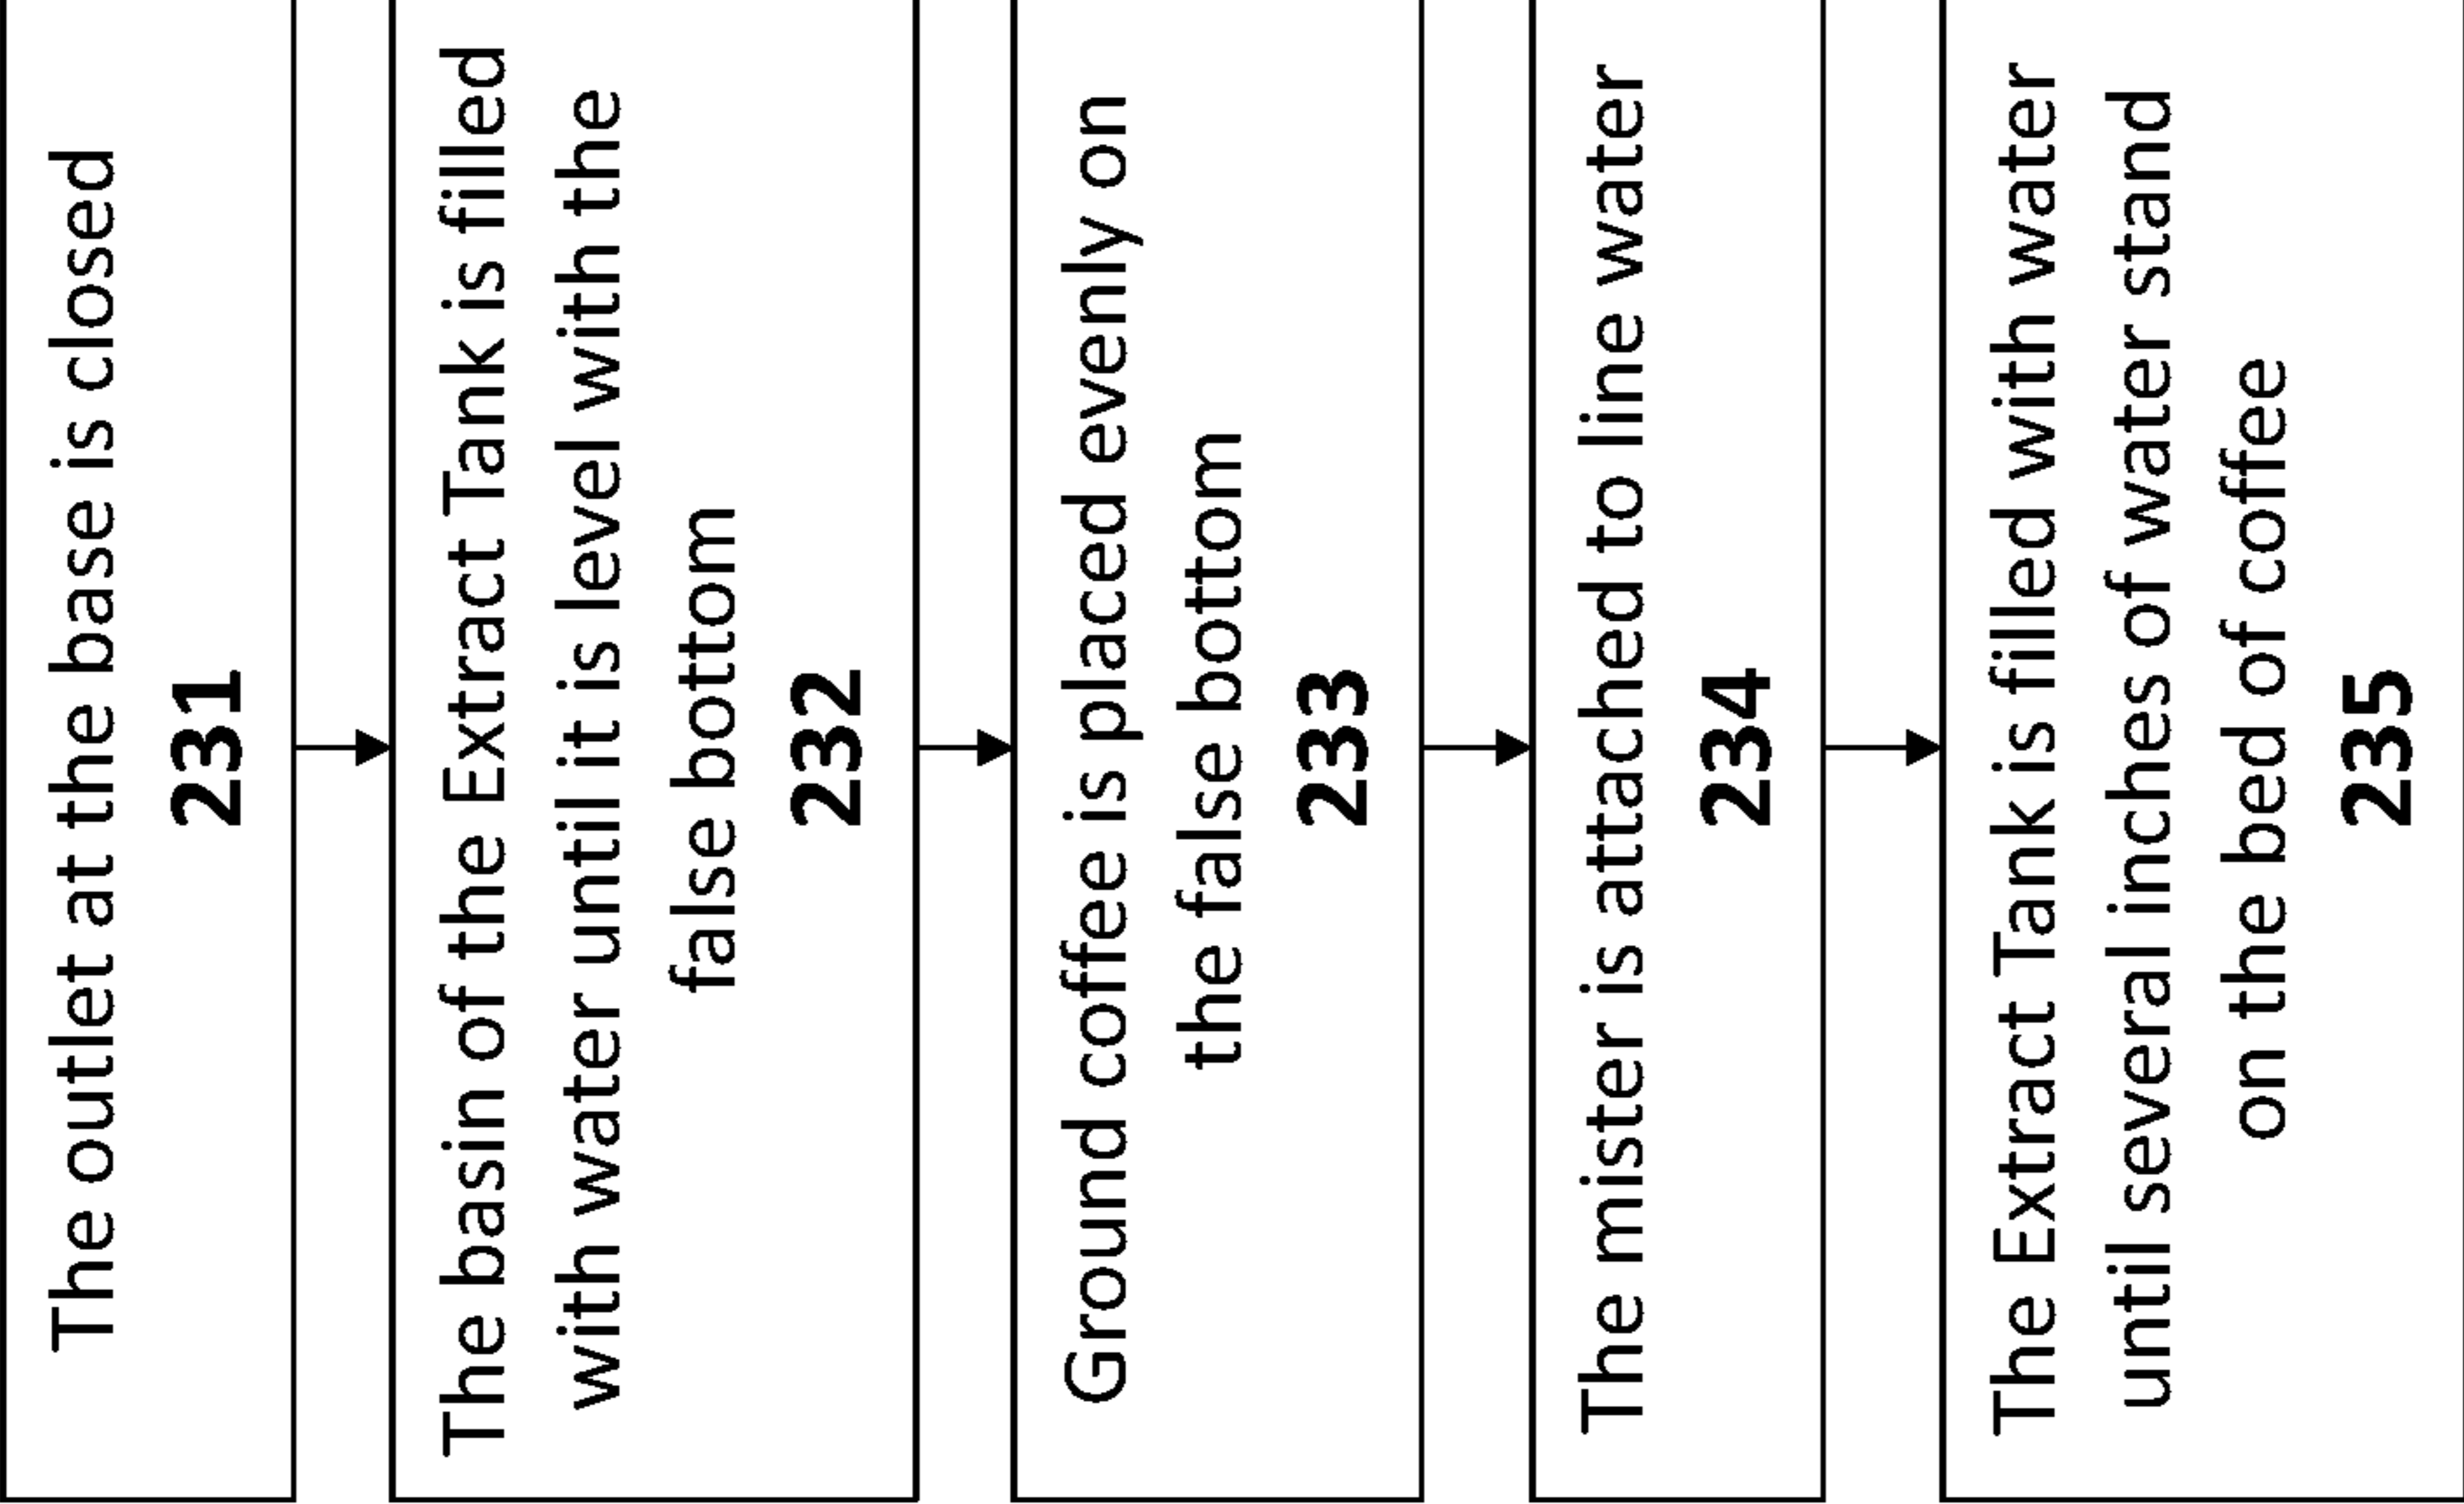 The outlet at the base is closed
231
The basin of the Extract Tank is filled
with water until it is level with the
false bottom
232
Ground coffee is placed evenly on
the false bottom
233
The mister is attached to line water
234
The Extract Tank is filled with water
until several inches of water stand
on the bed of coffee
235